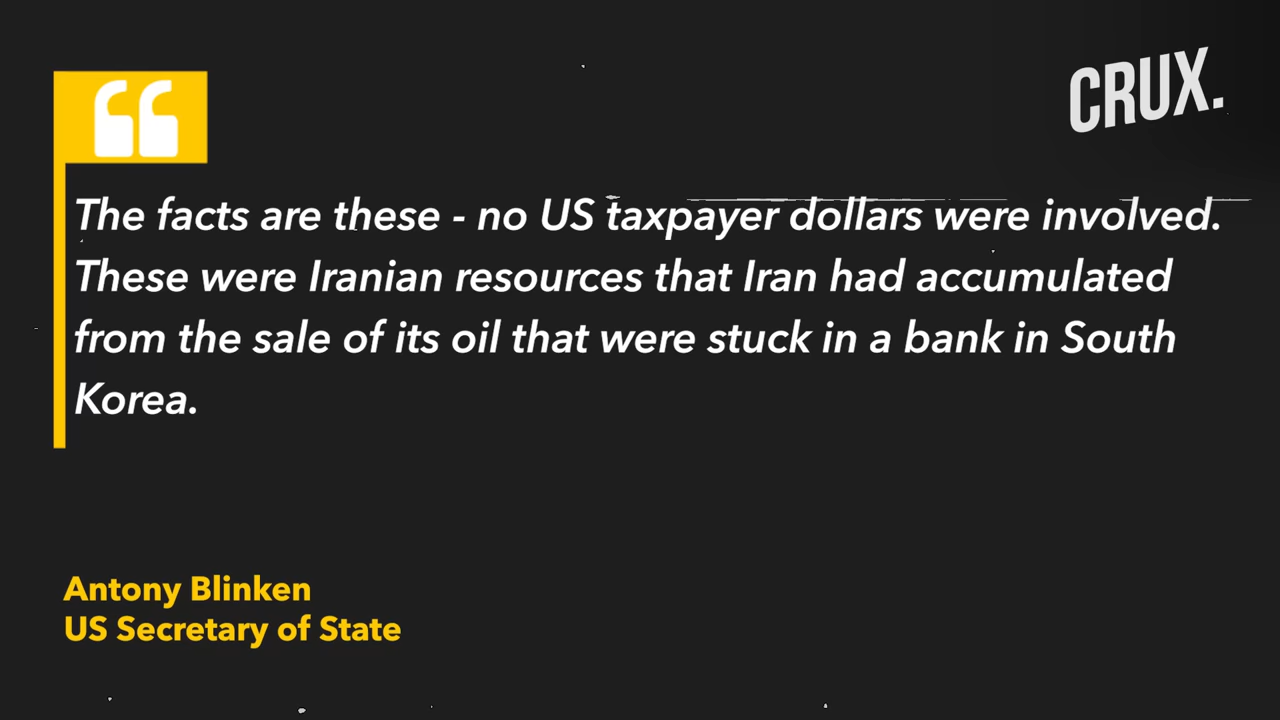 CRUX.
“
The facts are these - no US taxpayer dollars were involved.
These were Iranian resources that Iran had accumulated
from the sale of its oil that were stuck in a bank in South
Korea.
Antony Blinken
US Secretary of State